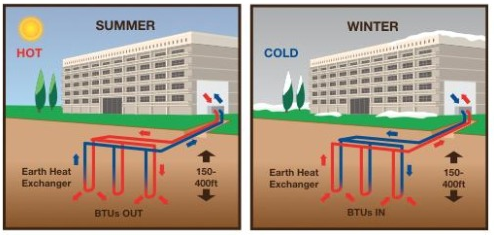 SUMMER
HOT
Earth Heat
Exchanger
150-
400ft
BTUs OUT
WINTER
COLD
Earth Heat
Exchanger
150-
400ft
BTUs IN